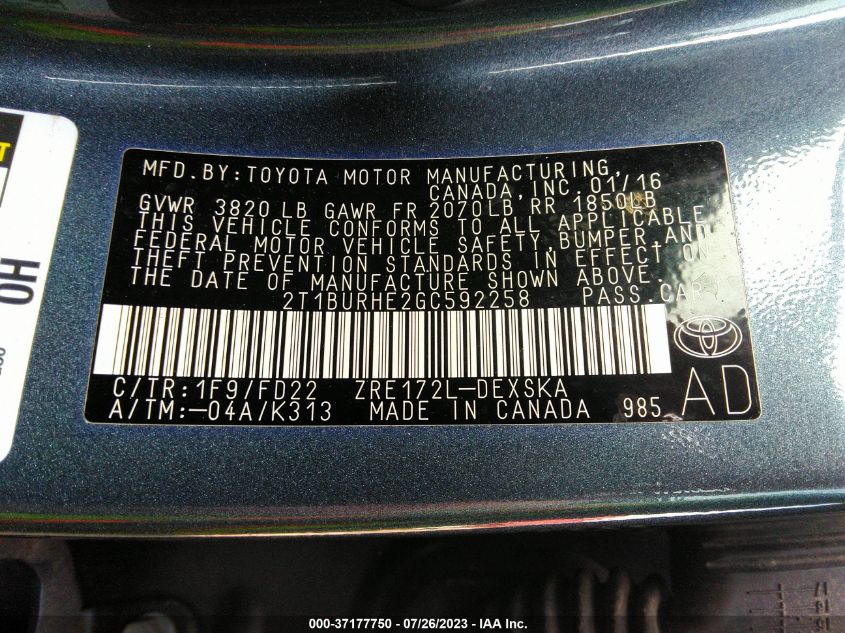 MFD. BY: TOYOTA MOTOR MANUFACTURING,
CANADA, INC. 01/16
GVWR 3820 LB GAWR FR 2070LB RR 1850LB
THIS VEHICLE CONFORMS TO ALL APPLICABLE
FEDERAL MOTOR VEHICLE SAFETY, BUMPER, AND
THEFT PREVENTION STANDARDS IN EFFECT ON
THE DATE OF MANUFACTURE SHOWN ABOVE.
2T1BURHE2GC592258 PASS. CAR
C/TR: 1F9/FD22 ZRE172L-DEXSKA
A/TM:-04A/K313 MADE IN CANADA 985 AD
HO
000-37177750 - 07/26/2023 - IAA Inc.